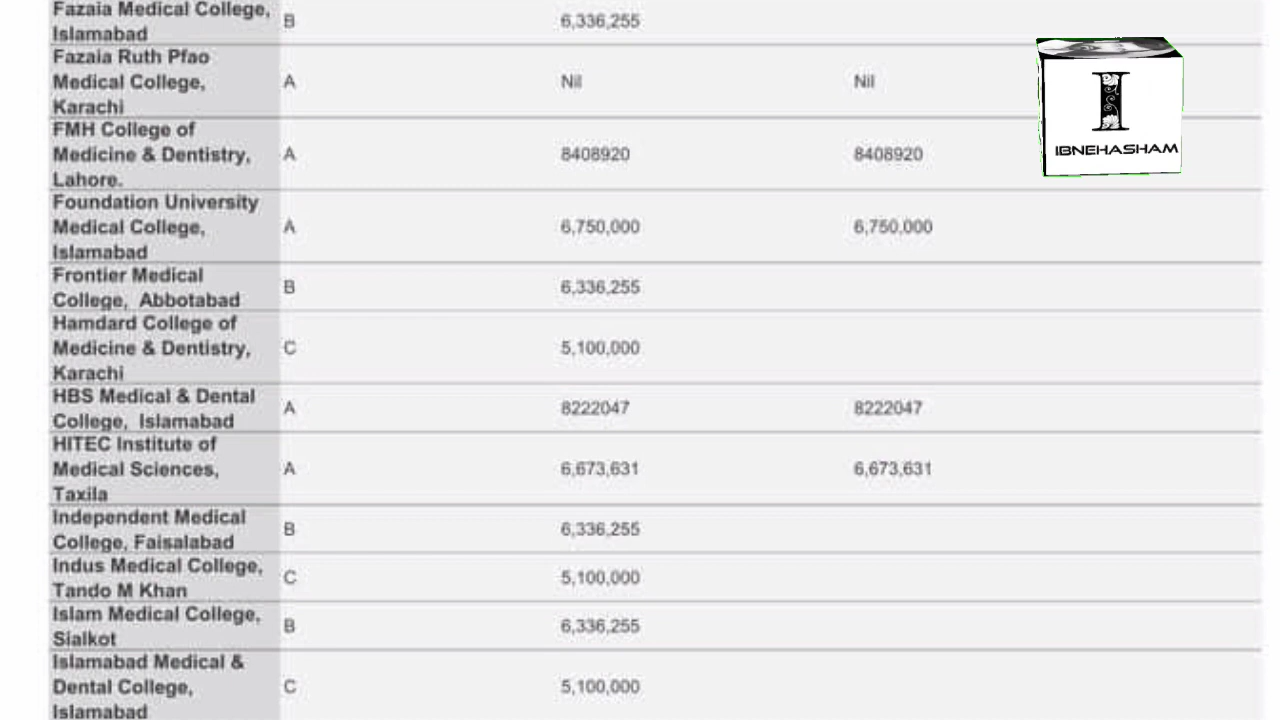 Fazaia Medical College,
Islamabad
B
6,336,255
Fazaia Ruth Pfao
Medical College,
Karachi
A
Nil
Nil
FMH College of
Medicine & Dentistry,
Lahore.
A
8408920
8408920
Foundation University
Medical College,
Islamabad
A
6,750,000
6,750,000
Frontier Medical
College, Abbotabad
B
6,336,255
Hamdard College of
Medicine & Dentistry,
Karachi
C
5,100,000
HBS Medical & Dental
College, Islamabad
A
8222047
8222047
HITEC Institute of
Medical Sciences,
Taxila
A
6,673,631
6,673,631
Independent Medical
College, Faisalabad
B
6,336,255
Indus Medical College,
Tando M Khan
C
5,100,000
Islam Medical College,
Sialkot
B
6,336,255
Islamabad Medical &
Dental College,
Islamabad
C
5,100,000
I
IBNEHASHAM